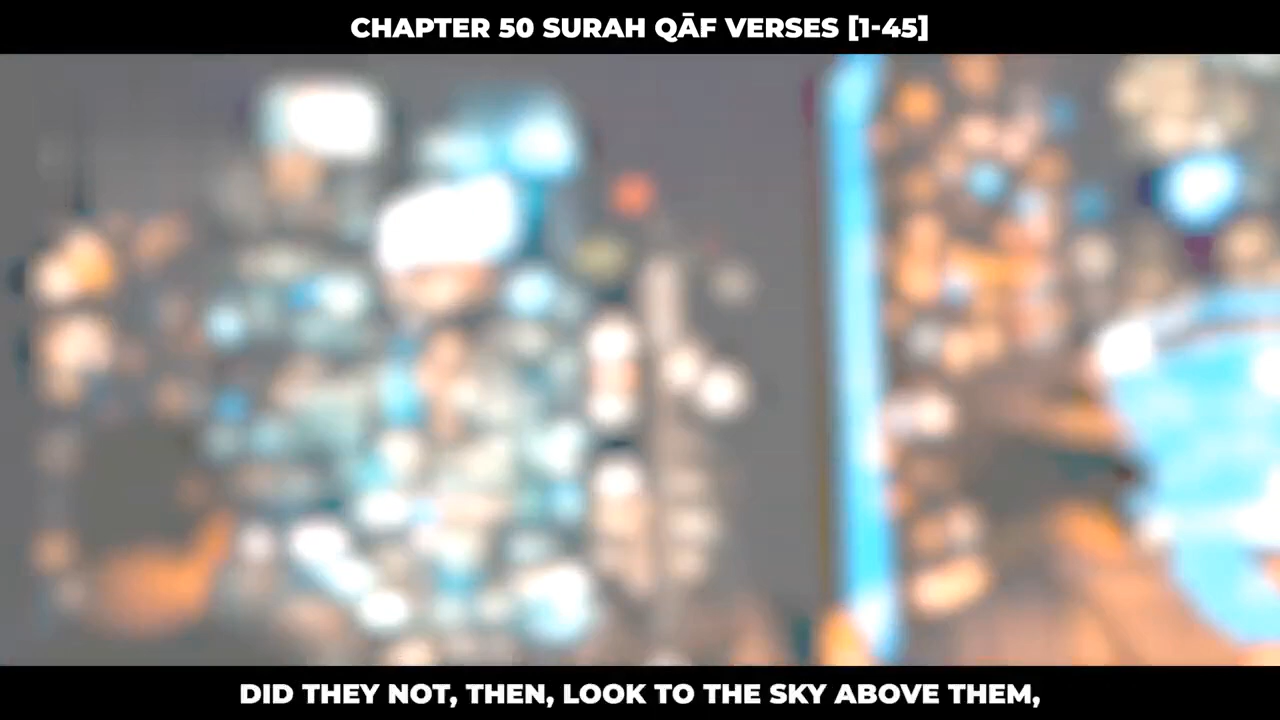 CHAPTER 50 SURAH QĀF VERSES [1-45]
DID THEY NOT, THEN, LOOK TO THE SKY ABOVE THEM,